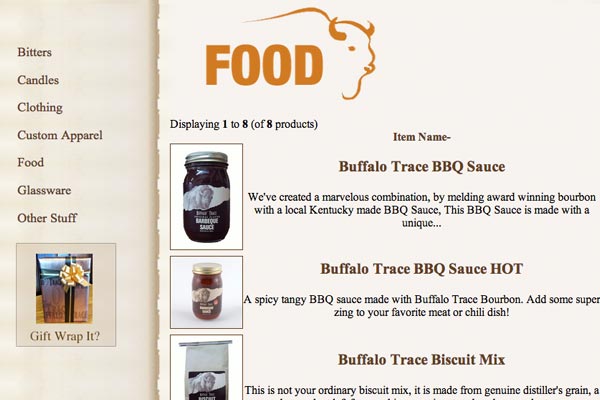 FOOD
Bitters
Candles
Clothing
Custom Apparel
Food
Glassware
Other Stuff
Gift Wrap It?
Displaying 1 to 8 (of 8 products)
Item Name-
Buffalo Trace BBQ Sauce
We've created a marvelous combination, by melding award winning bourbon
with a local Kentucky made BBQ Sauce, This BBQ Sauce is made with a
unique...
BARBEQUE
SAUCE
Buffalo Trace BBQ Sauce HOT
A spicy tangy BBQ sauce made with Buffalo Trace Bourbon. Add some super
zing to your favorite meat or chili dish!
Buffalo Trace Biscuit Mix
This is not your ordinary biscuit mix, it is made from genuine distiller's grain, a
BISCUIT